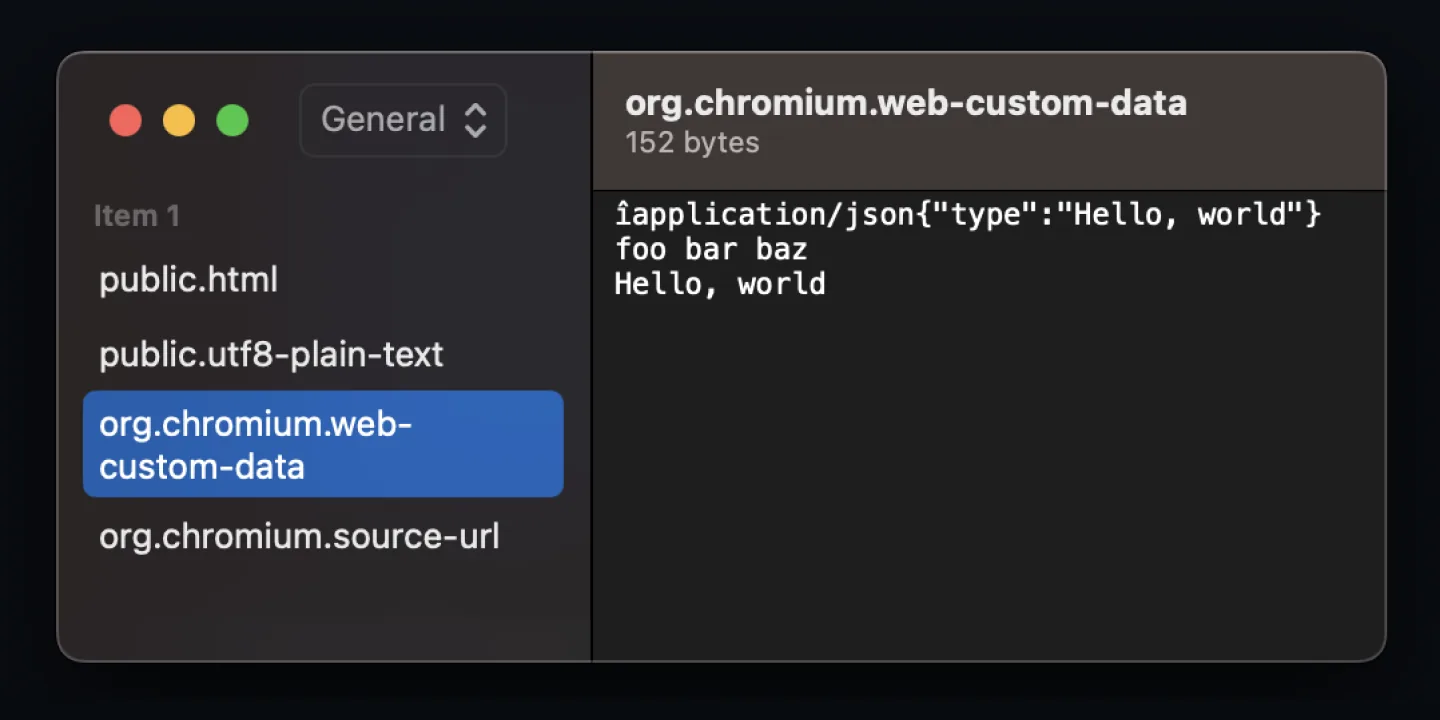 General
Item 1
public.html
public.utf8-plain-text
org.chromium.web-
custom-data
org.chromium.source-url
org.chromium.web-custom-data
152 bytes
îapplication/json{"type":"Hello, world"}
foo bar baz
Hello, world